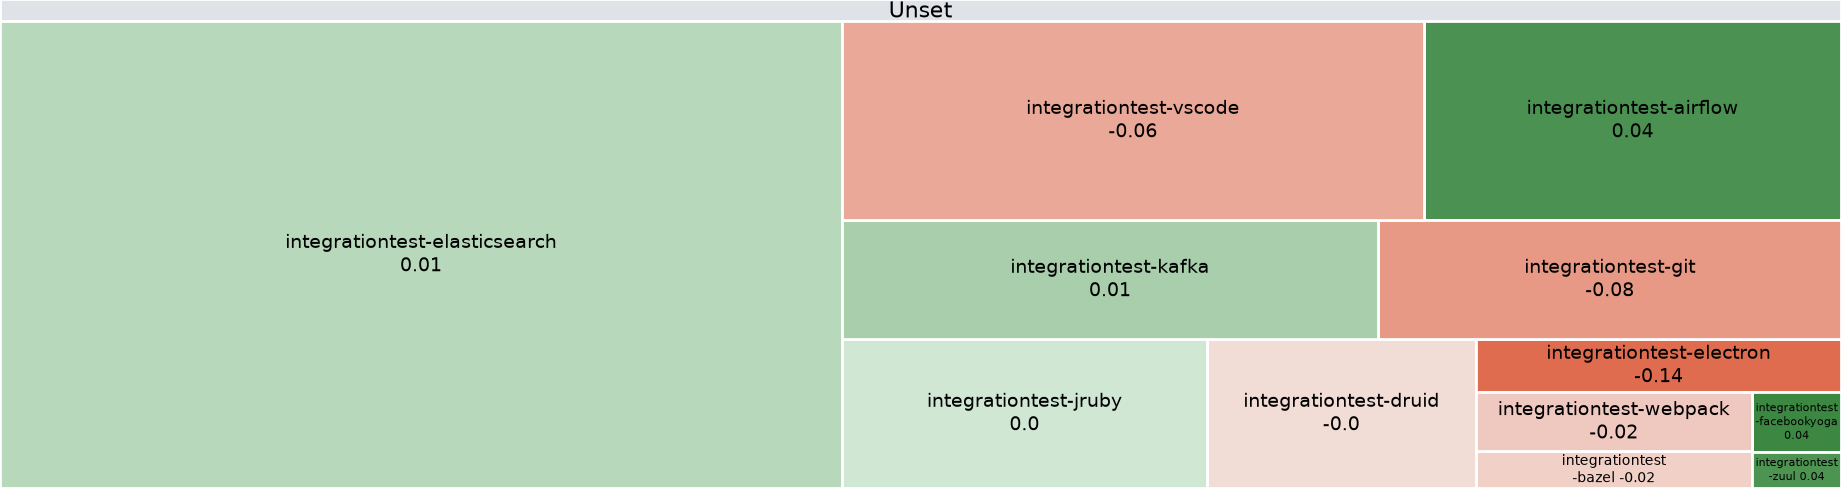 Unset
integrationtest-elasticsearch
0.01
integrationtest-vscode
-0.06
integrationtest-airflow
0.04
integrationtest-kafka
0.01
integrationtest-git
-0.08
integrationtest-jruby
0.0
integrationtest-druid
-0.0
integrationtest-electron
-0.14
integrationtest-webpack
-0.02
integrationtest
-facebookyoga
0.04
integrationtest
-bazel -0.02
integrationtest
-zuul 0.04